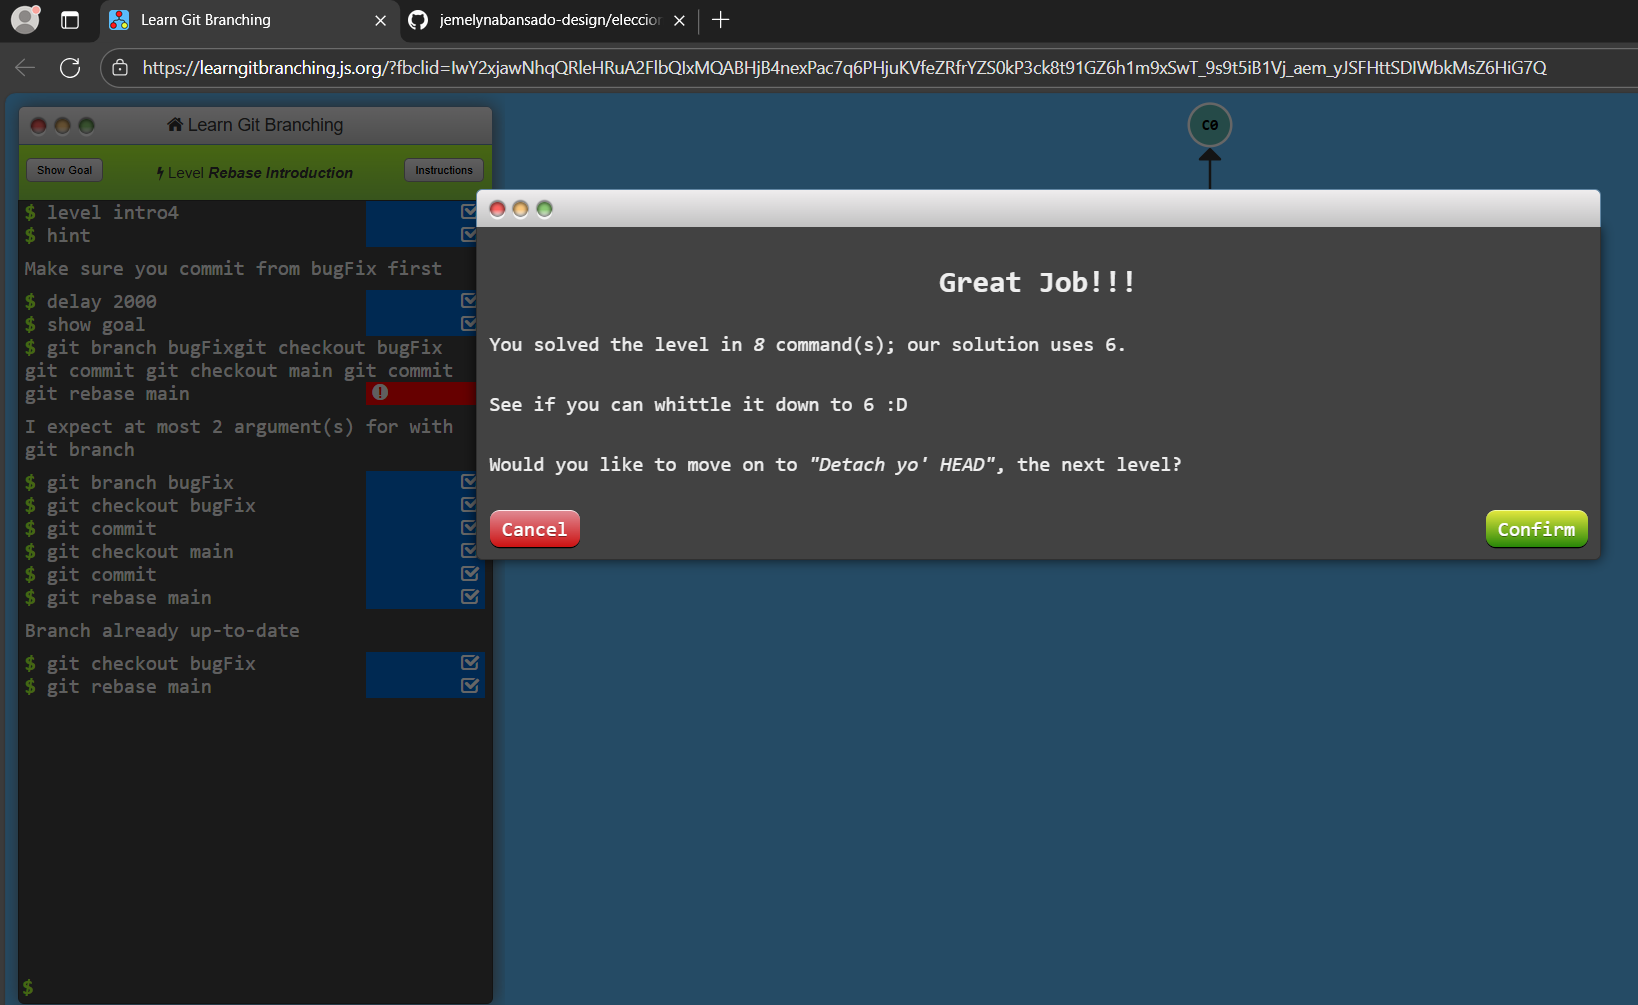 Learn Git Branching
jemelynabansado-design/eleccion
https://learngitbranching.js.org/?fbclid=IwY2xjawNhqQRleHRuA2FlbQIxMQABHjB4nexPac7q6PHjuKVfeZRfrYZS0kP3ck8t91GZ6h1m9xSwT_9s9t5iB1Vj_aem_yJSFHttSDIWbkMsZ6HiG7Q
Learn Git Branching
Show Goal
Level Rebase Introduction
Instructions
C0
$ level intro4
$ hint
Make sure you commit from bugFix first
$ delay 2000
$ show goal
$ git branch bugFixgit checkout bugFix
git commit git checkout main git commit
git rebase main
I expect at most 2 argument(s) for with
git branch
$ git branch bugFix
$ git checkout bugFix
$ git commit
$ git checkout main
$ git commit
$ git rebase main
Branch already up-to-date
$ git checkout bugFix
$ git rebase main
$
Great Job!!!
You solved the level in 8 command(s); our solution uses 6.
See if you can whittle it down to 6 :D
Would you like to move on to "Detach yo' HEAD", the next level?
Cancel
Confirm